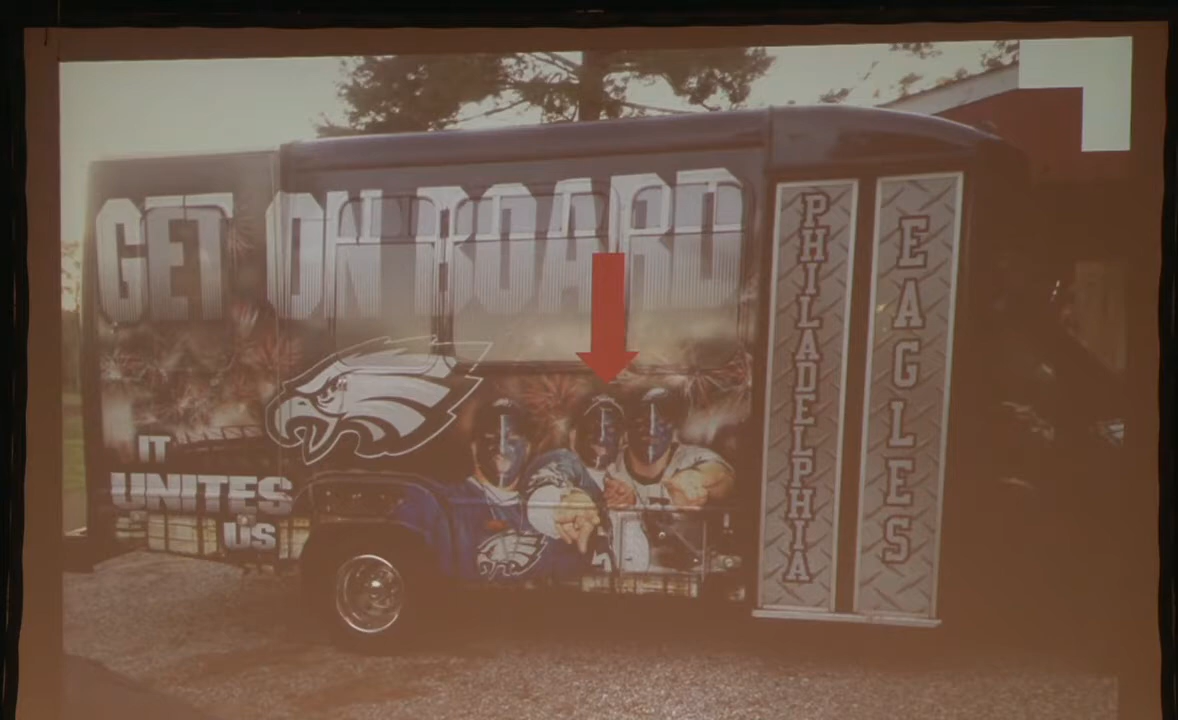 GET ON BOARD
IT
UNITES
US
PHILADELPHIA
EAGLES